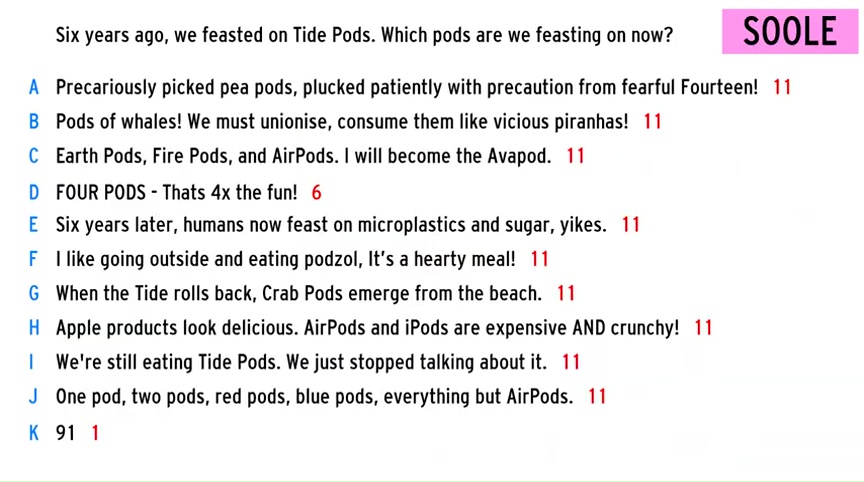 Six years ago, we feasted on Tide Pods. Which pods are we feasting on now?
SOOLE
A Precariously picked pea pods, plucked patiently with precaution from fearful Fourteen! 11
B Pods of whales! We must unionise, consume them like vicious piranhas! 11
C Earth Pods, Fire Pods, and AirPods. I will become the Avapod. 11
D FOUR PODS - Thats 4x the fun! 6
E Six years later, humans now feast on microplastics and sugar, yikes. 11
F I like going outside and eating podzol, It's a hearty meal! 11
G When the Tide rolls back, Crab Pods emerge from the beach. 11
H Apple products look delicious. AirPods and iPods are expensive AND crunchy! 11
I We're still eating Tide Pods. We just stopped talking about it. 11
J One pod, two pods, red pods, blue pods, everything but AirPods. 11
K 91 1